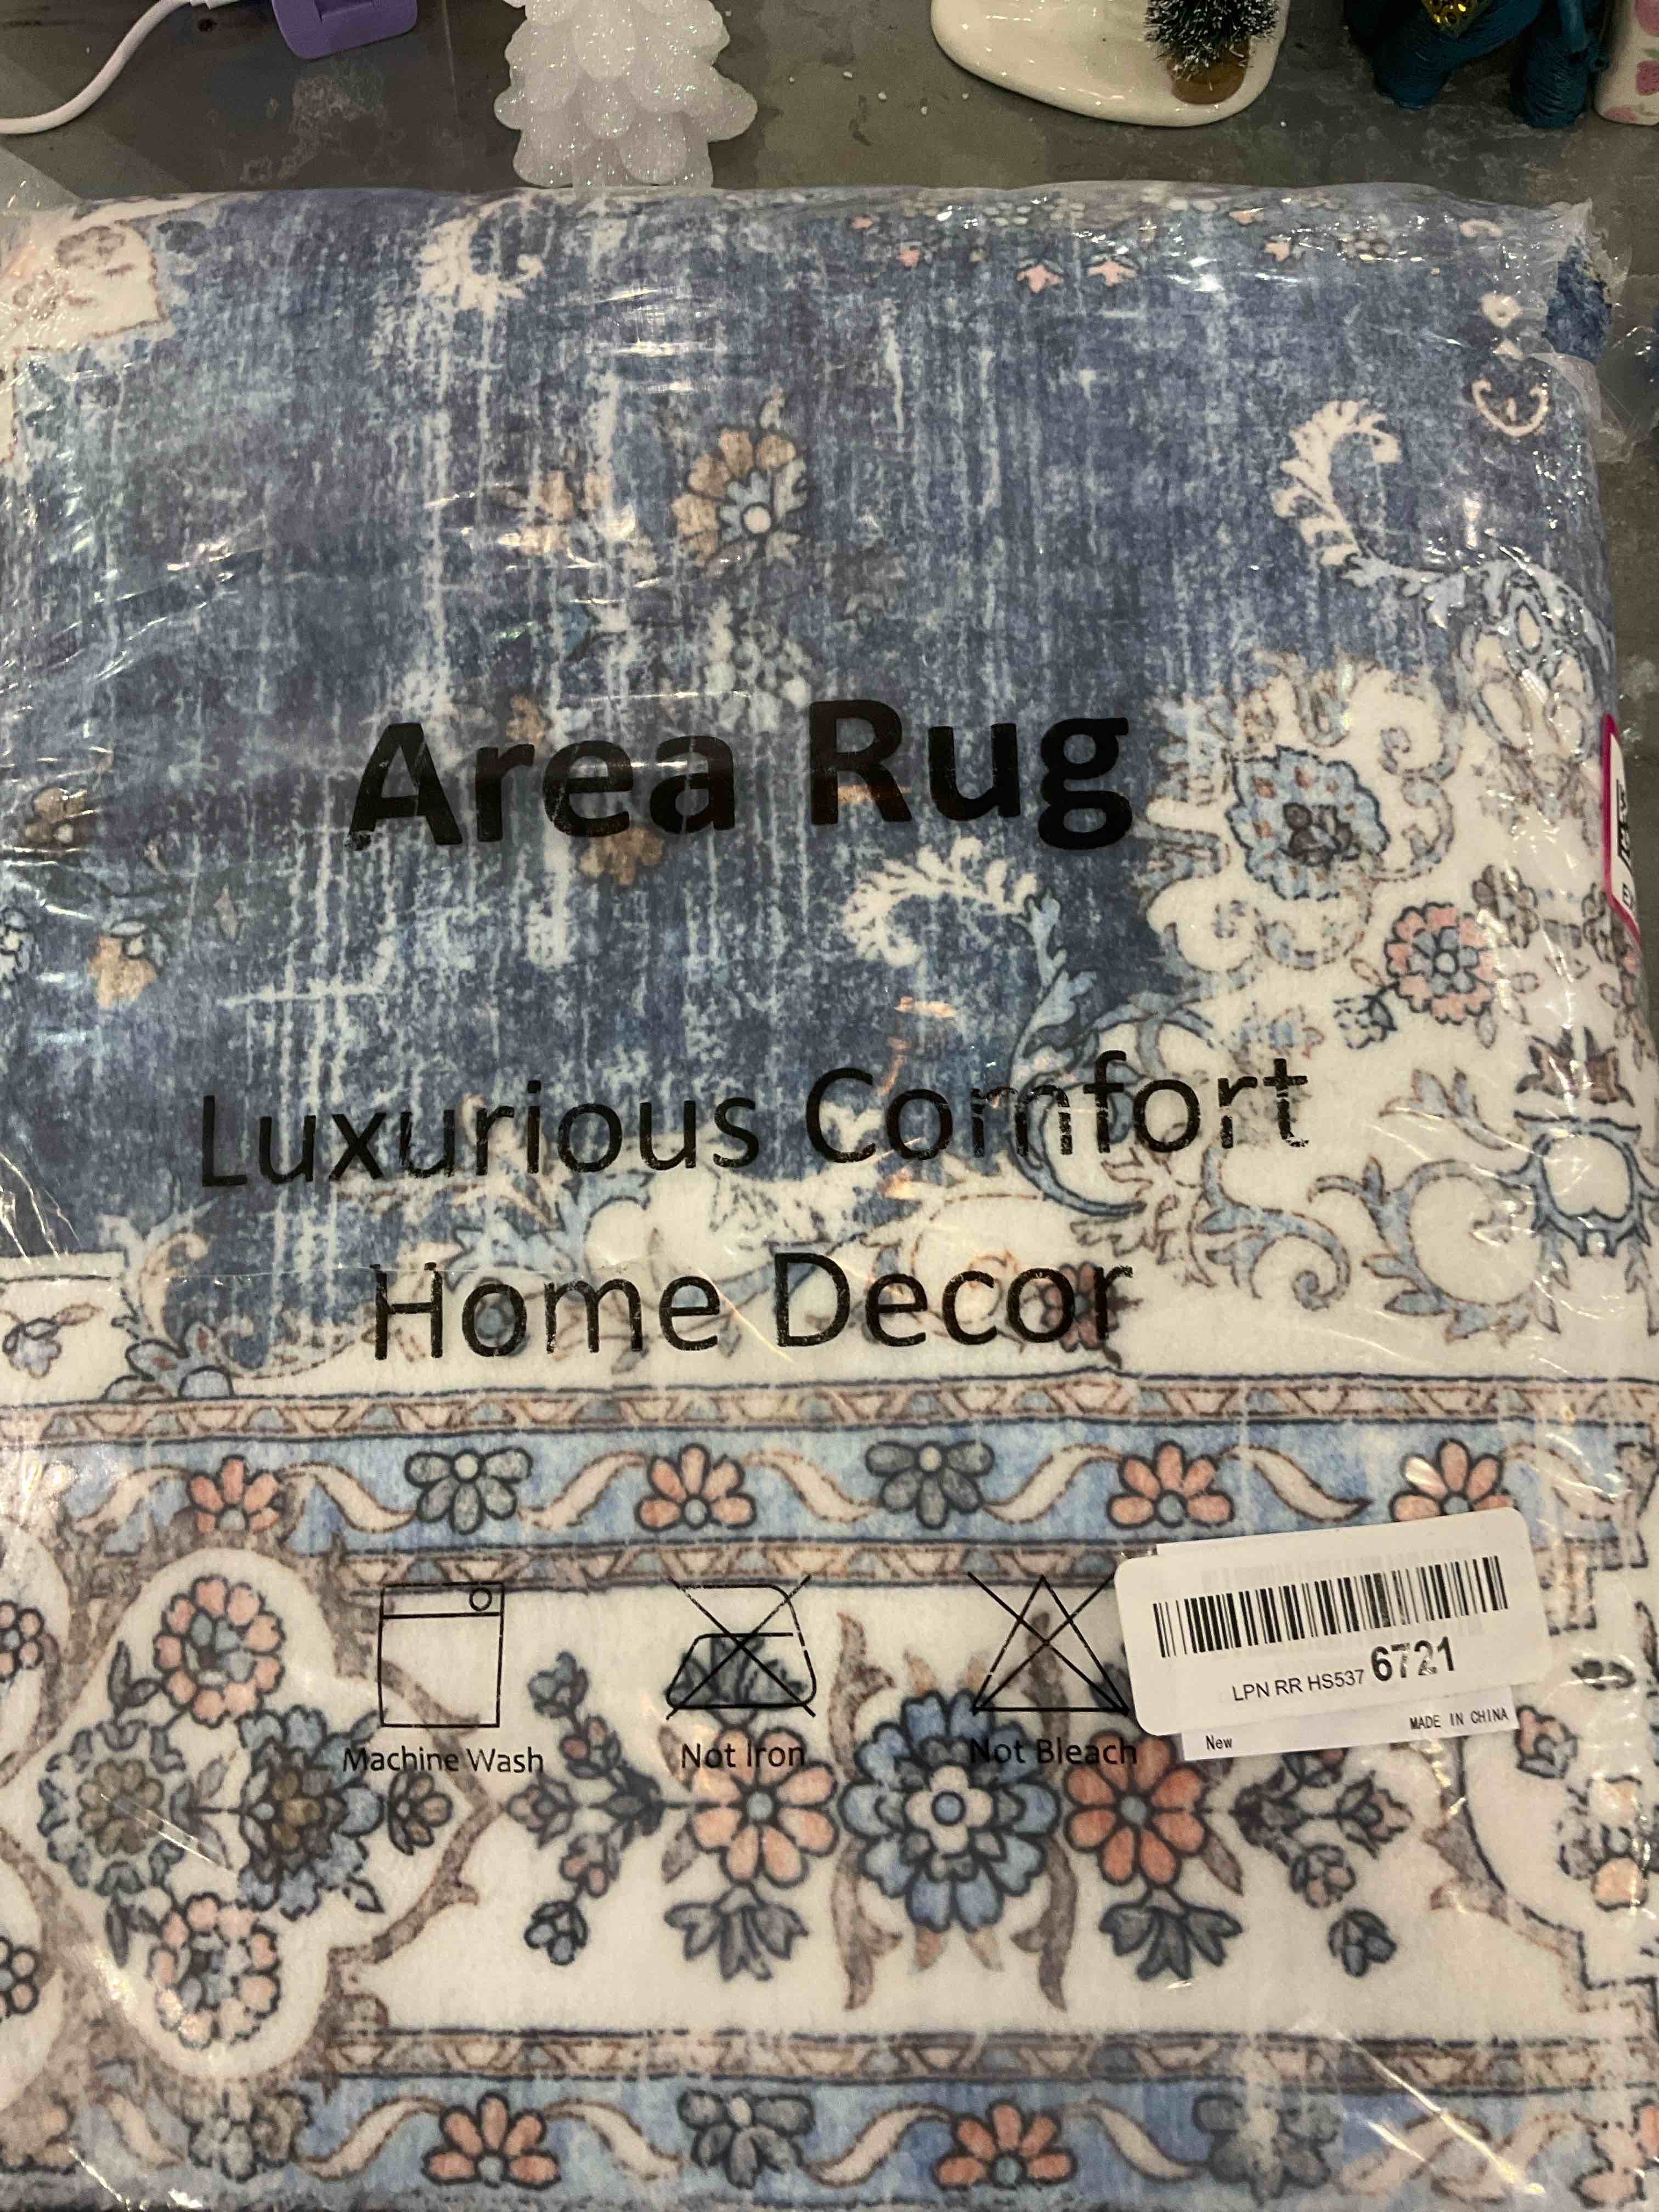 Area Rug
Luxurious Comfort
Home Decor
Machine Wash
Not Iron
Not Bleach
LPN RR HS537 6721
New
MADE IN CHINA